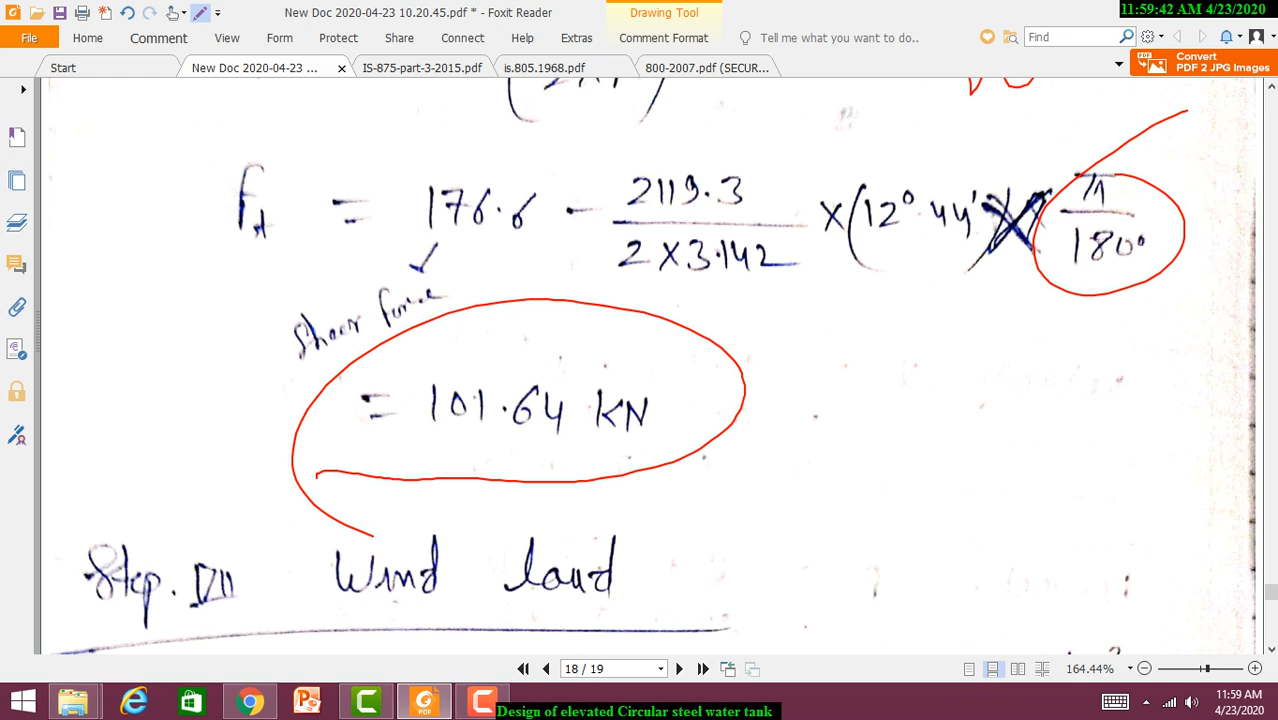 New Doc 2020-04-23 10.20.45.pdf * - Foxit Reader
Drawing Tool
11:59:42 AM 4/23/2020
File Home Comment View Form Protect Share Connect Help Extras Comment Format Tell me what you want to do.. Find
Start New Doc 2020-04-23 ... IS-875-part-3-wind.pdf is.805.1968.pdf 800-2007.pdf (SECUR...
Convert
PDF 2 JPG Images
= 176.6 - 2119.3 / 2 X 3.142 X (12° 44' ) π / 180°
Shear force
= 101.64 KN
Step. VII Wind load
18 / 19
164.44%
PDF
11:59 AM
4/23/2020
Design of elevated Circular steel water tank